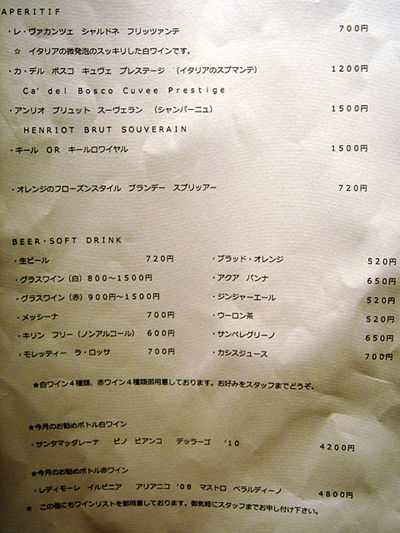 APERITIF
・レ・ヴァカンツェ シャルドネ フリッツァンテ 700円
☆ イタリアの微発泡のスッキリした白ワインです。
・カ・デル ボスコ キュヴェ プレステージ (イタリアのスプマンテ) 1200円
Ca' del Bosco Cuvee Prestige
・アンリオ ブリュット スーヴェラン (シャンパーニュ) 1500円
HENRIOT BRUT SOUVERAIN
・キール OR キールロワイヤル 1500円
・オレンジのフローズンスタイル ブランデー スプリッアー 720円
BEER・SOFT DRINK
・生ビール 720円 ・ブラッド・オレンジ 520円
・グラスワイン(白)800~1500円 ・アクア パンナ 650円
・グラスワイン(赤)900円~1500円 ・ジンジャーエール 520円
・メッシーナ 700円 ・ウーロン茶 520円
・キリン フリー(ノンアルコール) 600円 ・サンペレグリーノ 650円
・モレッティー ラ・ロッサ 700円 ・カシスジュース 700円
★白ワイン4種類、赤ワイン4種類御用意しております。お好みをスタッフまでどうぞ。
★今月のお勧めボトル白ワイン
・サンタマッダレーナ ピノ ビアンコ デッラーゴ '10 4200円
★今月のお勧めボトル赤ワイン
・レディモーレ イルピニア アリアニコ '08 マストロ ベラルディーノ 4800円
★ この他にもワインリストを御用意しております。御気軽にスタッフまでお申し付け下さい。